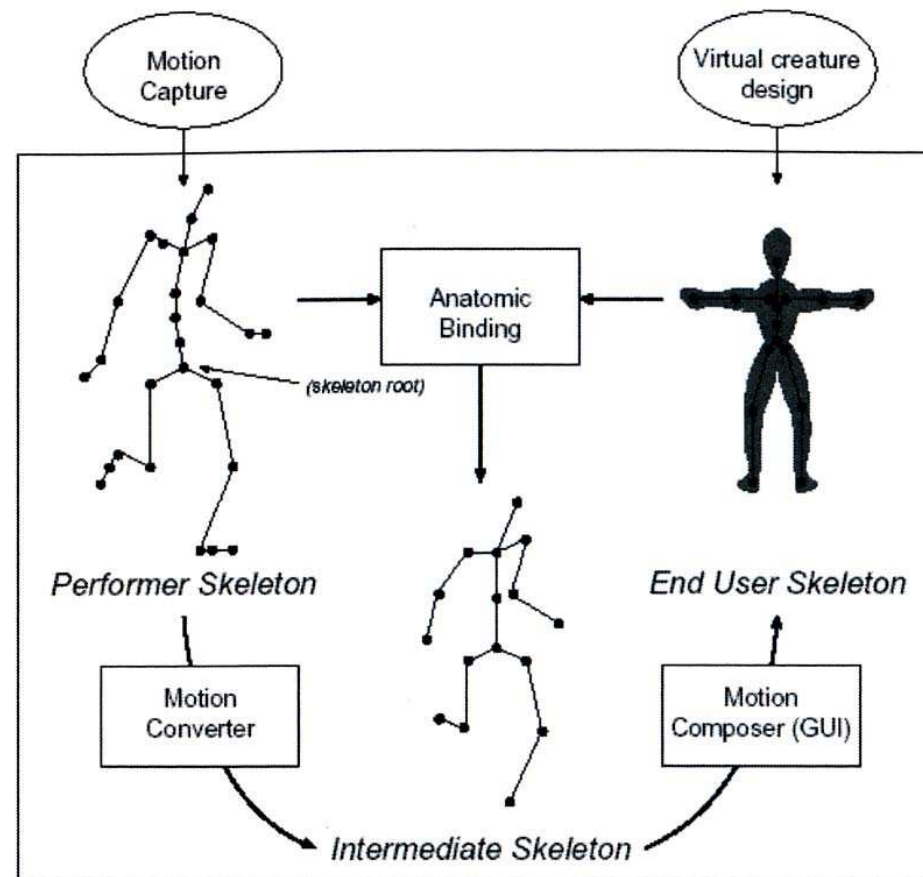 Motion
Capture
Virtual creature
design
Anatomic
Binding
(skeleton root)
Performer Skeleton
End User Skeleton
Motion
Converter
Motion
Composer (GUI)
Intermediate Skeleton